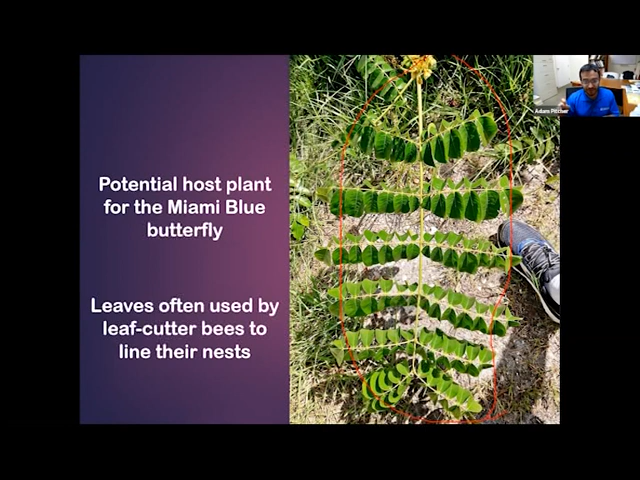 Potential host plant
for the Miami Blue
butterfly
Leaves often used by
leaf-cutter bees to
line their nests
Adam